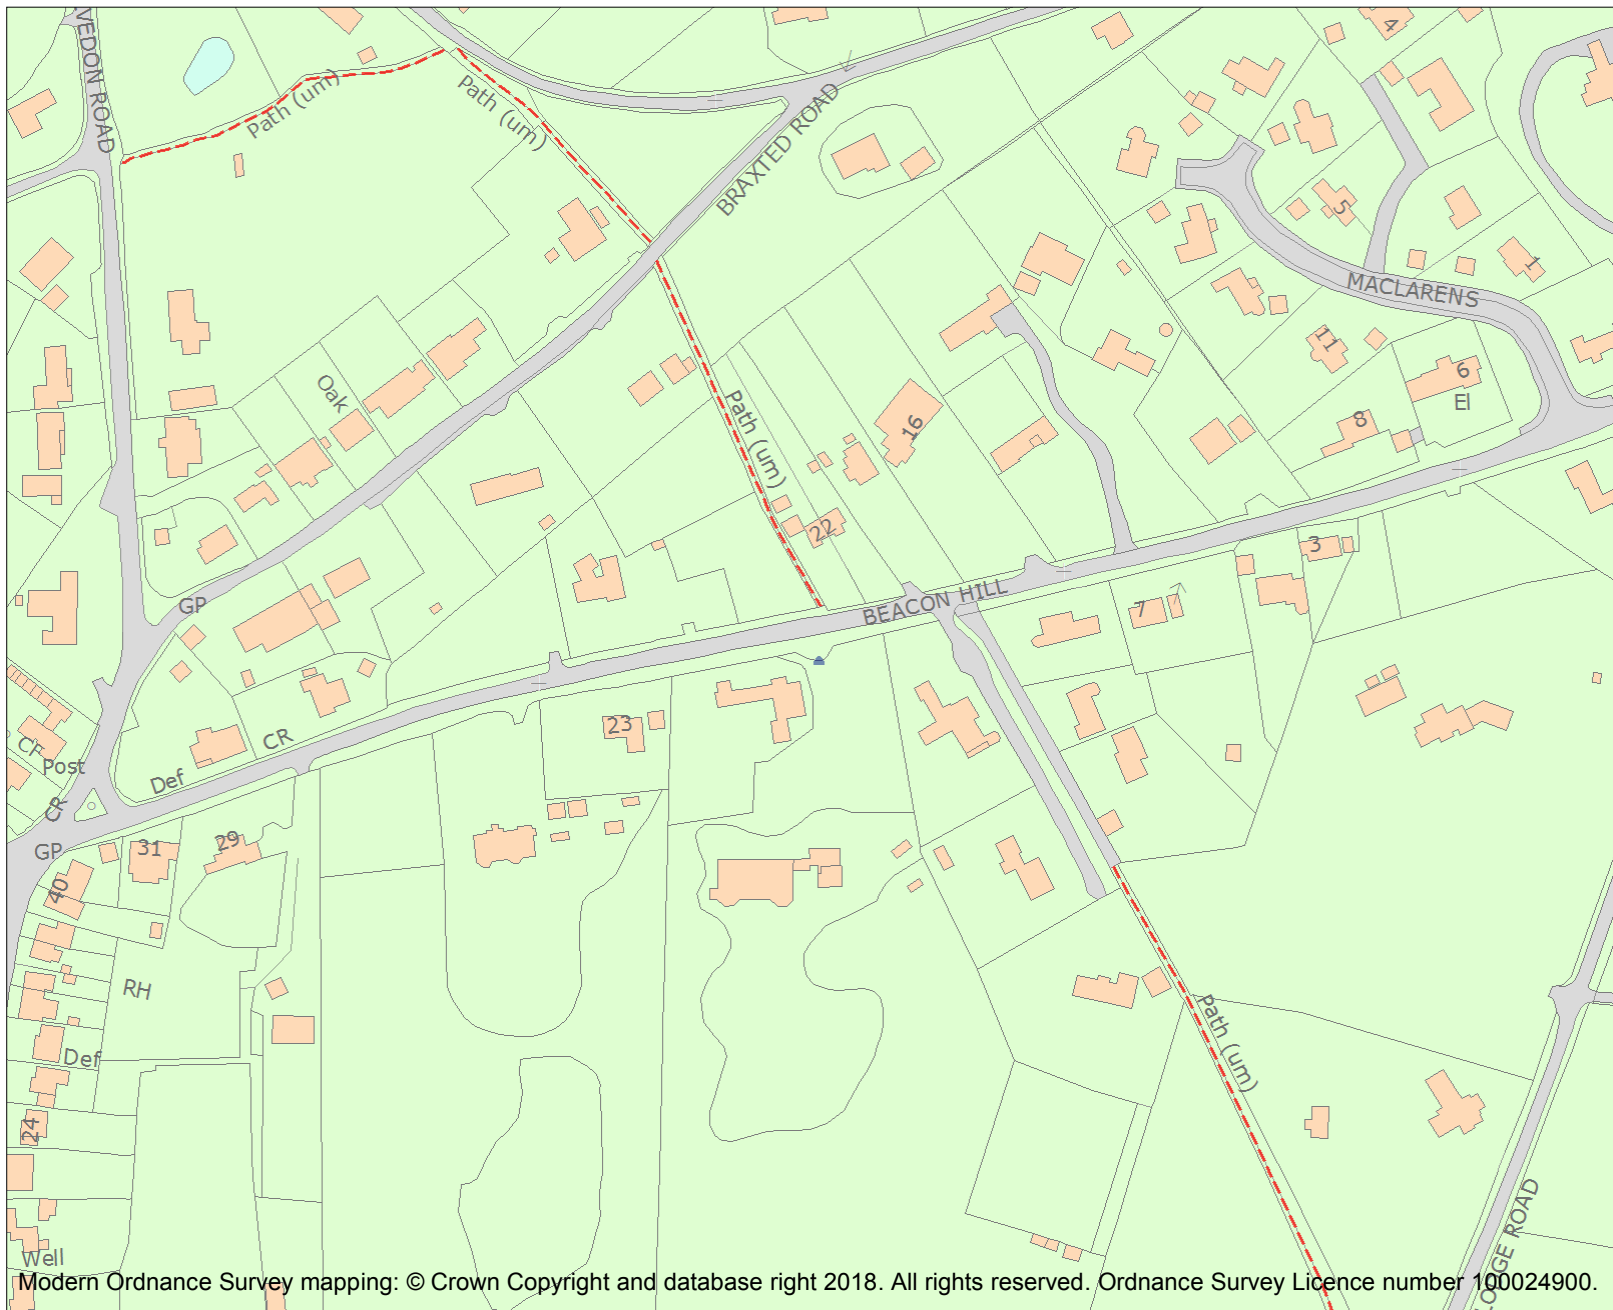 VEDON ROAD
Path (um)
Path (um)
BRAXTED ROAD
4
5
1
MACLARENS
11
6
El
8
Oak
Path (um)
16
22
GP
BEACON HILL
3
7
23
CR
Def
CF
Post
CR
GP
31
29
40
RH
Def
24
Well
Path (um)
LODGE ROAD
Modern Ordnance Survey mapping: © Crown Copyright and database right 2018. All rights reserved. Ordnance Survey Licence number 100024900.